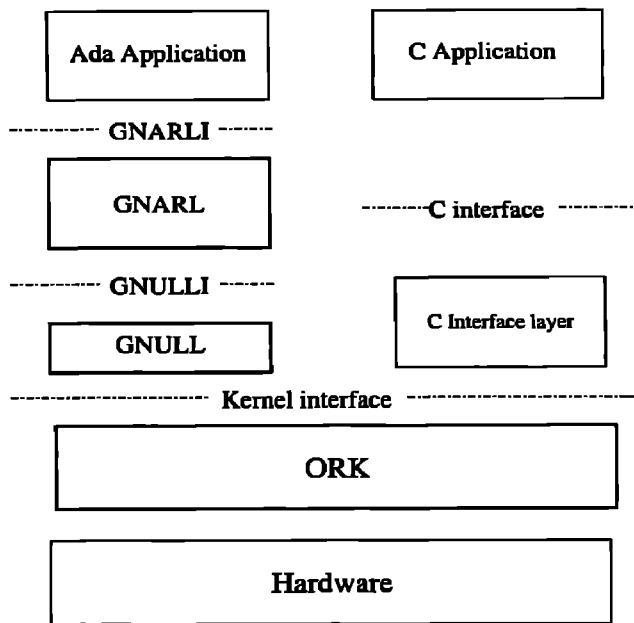 Ada Application
C Application
GNARLI
GNARL
C interface
GNULLI
C Interface layer
GNULL
Kernel interface
ORK
Hardware